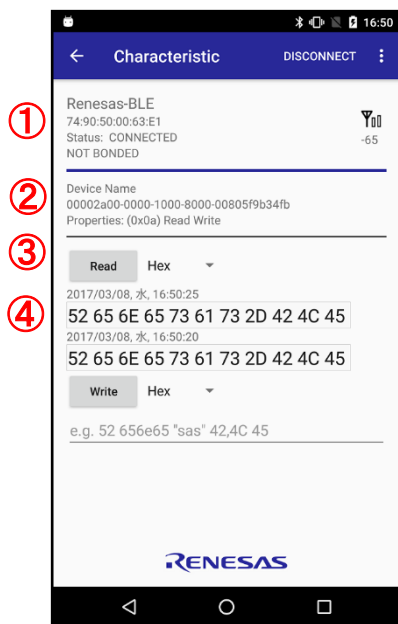 16:50
Characteristic DISCONNECT
① Renesas-BLE
74:90:50:00:63:E1
Status: CONNECTED
-65
NOT BONDED
② Device Name
00002a00-0000-1000-8000-00805f9b34fb
Properties: (0x0a) Read Write
③ Read Hex
2017/03/08, 水, 16:50:25
④ 52 65 6E 65 73 61 73 2D 42 4C 45
2017/03/08, 水, 16:50:20
52 65 6E 65 73 61 73 2D 42 4C 45
Write Hex
e.g. 52 656e65 "sas" 42,4C 45
RENESAS